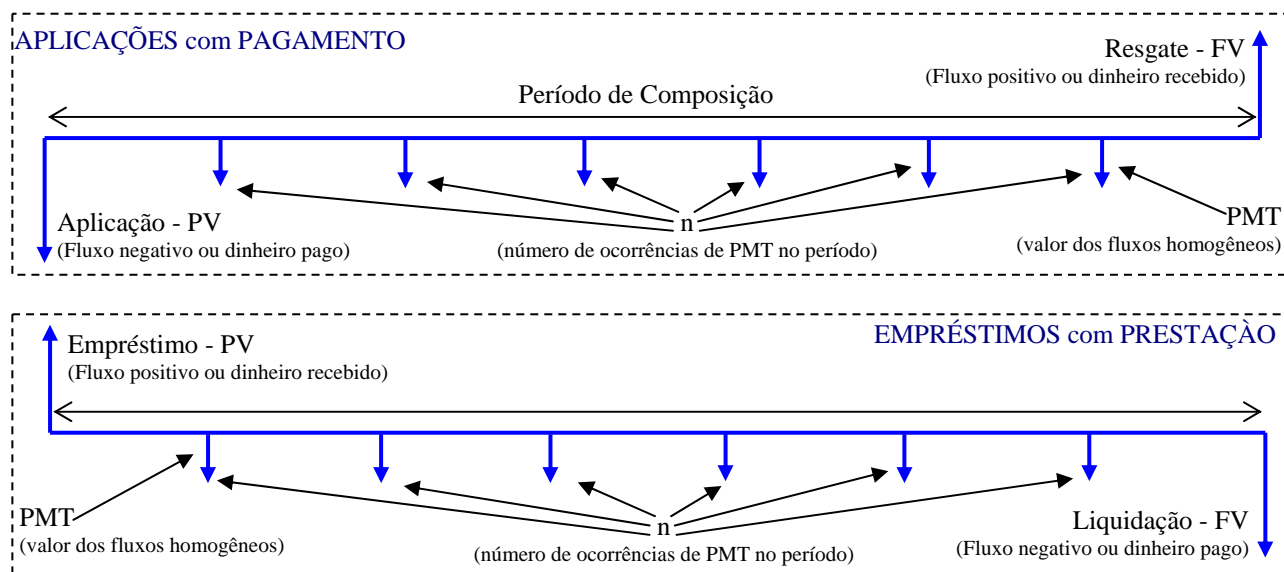 APLICAÇÕES com PAGAMENTO
Resgate - FV
(Fluxo positivo ou dinheiro recebido)
Período de Composição
Aplicação - PV
(Fluxo negativo ou dinheiro pago)
n
(número de ocorrências de PMT no período)
PMT
(valor dos fluxos homogêneos)
EMPRÉSTIMOS com PRESTAÇÀO
Empréstimo - PV
(Fluxo positivo ou dinheiro recebido)
PMT
(valor dos fluxos homogêneos)
n
(número de ocorrências de PMT no período)
Liquidação - FV
(Fluxo negativo ou dinheiro pago)